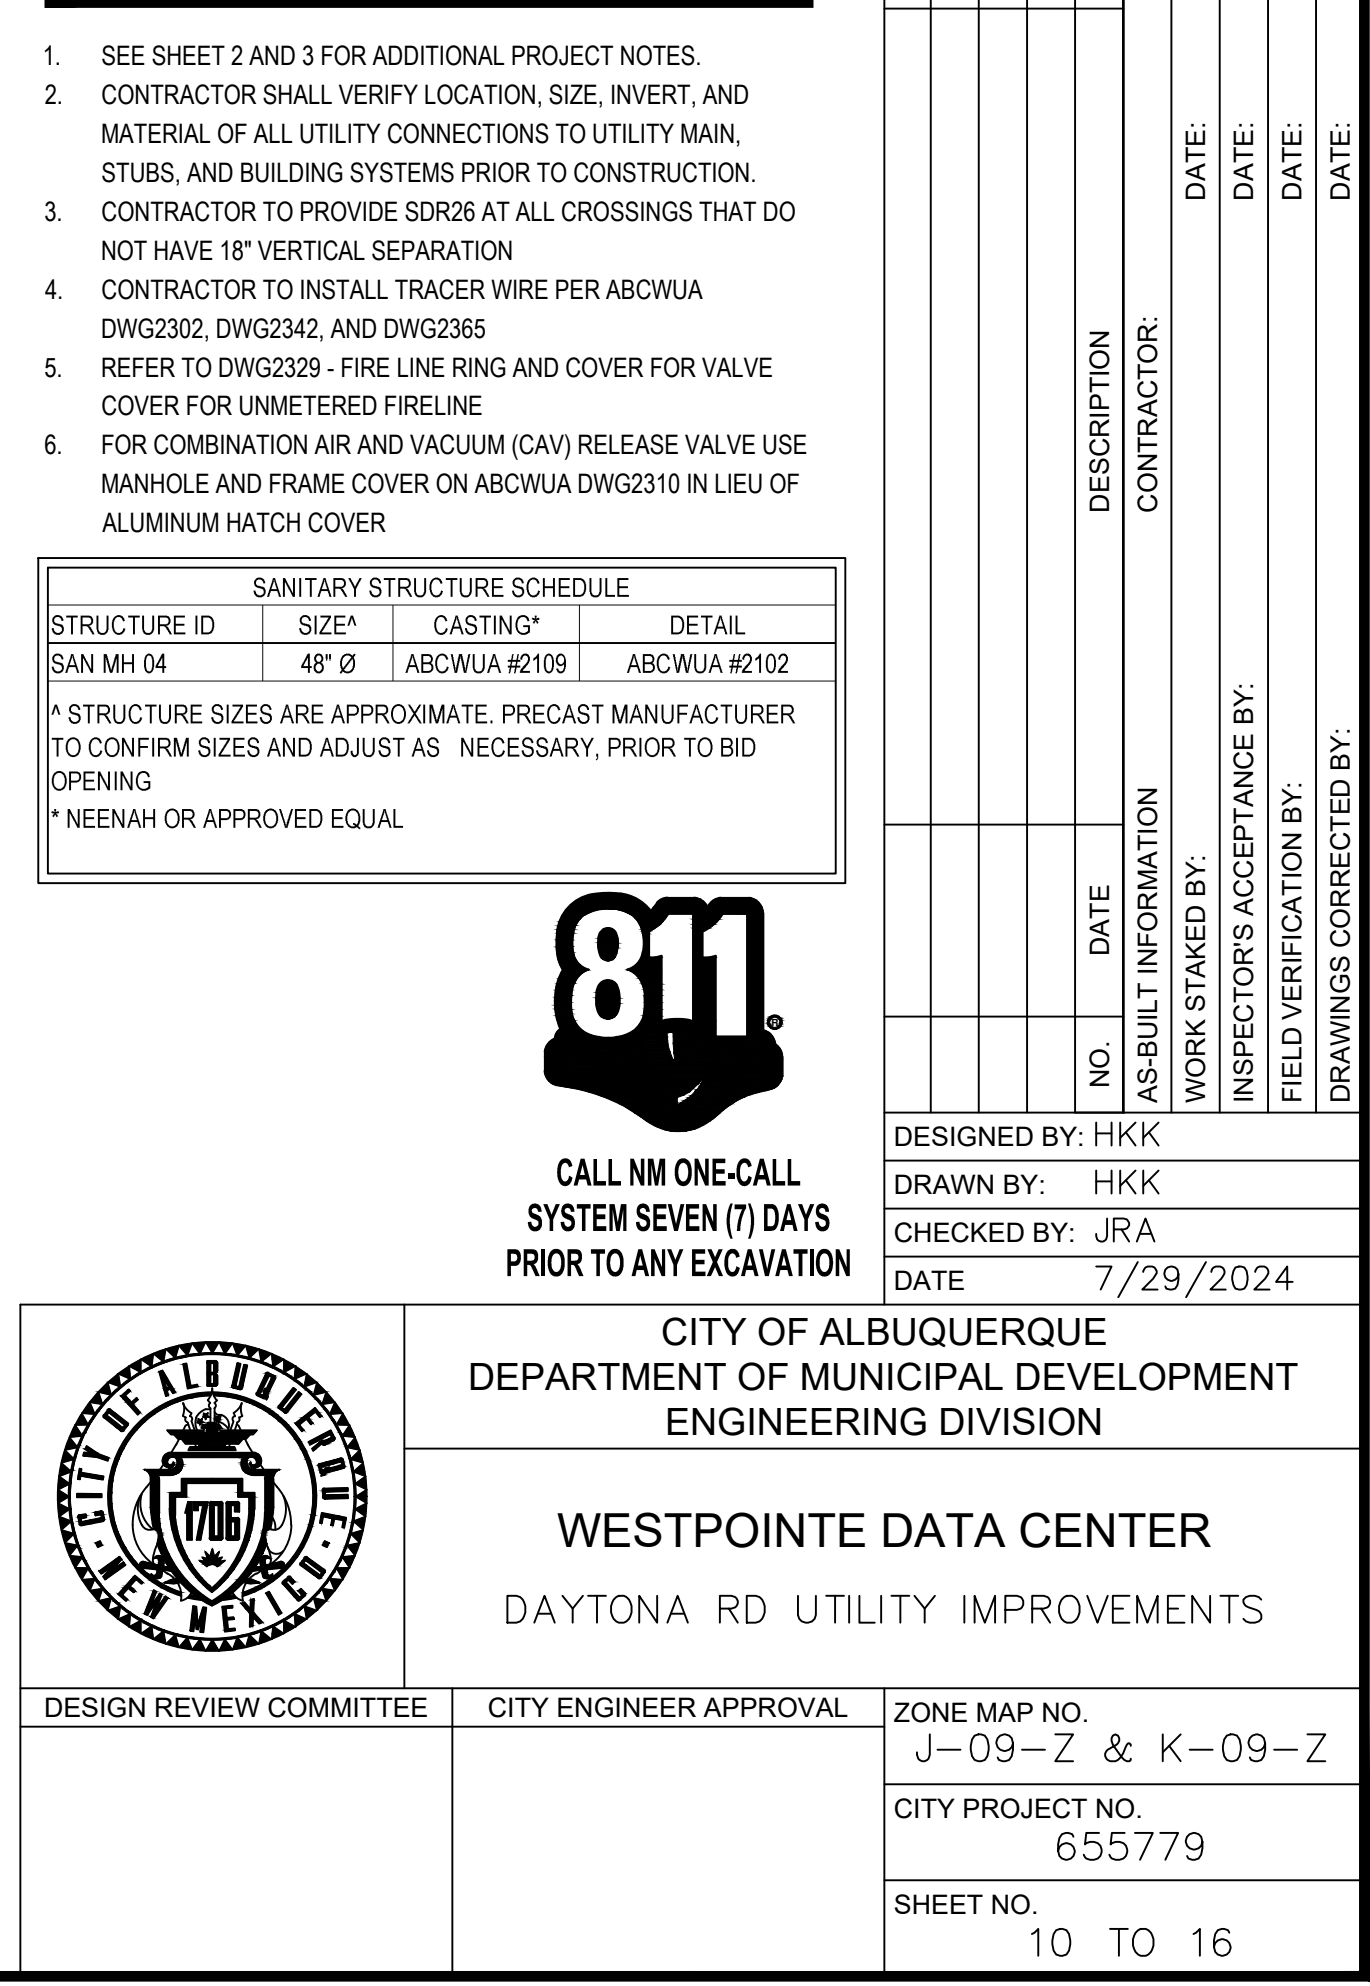 1. SEE SHEET 2 AND 3 FOR ADDITIONAL PROJECT NOTES.
2. CONTRACTOR SHALL VERIFY LOCATION, SIZE, INVERT, AND
MATERIAL OF ALL UTILITY CONNECTIONS TO UTILITY MAIN,
STUBS, AND BUILDING SYSTEMS PRIOR TO CONSTRUCTION.
3. CONTRACTOR TO PROVIDE SDR26 AT ALL CROSSINGS THAT DO
NOT HAVE 18" VERTICAL SEPARATION
4. CONTRACTOR TO INSTALL TRACER WIRE PER ABCWUA
DWG2302, DWG2342, AND DWG2365
5. REFER TO DWG2329 - FIRE LINE RING AND COVER FOR VALVE
COVER FOR UNMETERED FIRELINE
6. FOR COMBINATION AIR AND VACUUM (CAV) RELEASE VALVE USE
MANHOLE AND FRAME COVER ON ABCWUA DWG2310 IN LIEU OF
ALUMINUM HATCH COVER
SANITARY STRUCTURE SCHEDULE
STRUCTURE ID SIZE^ CASTING* DETAIL
SAN MH 04 48" Ø ABCWUA #2109 ABCWUA #2102
^ STRUCTURE SIZES ARE APPROXIMATE. PRECAST MANUFACTURER
TO CONFIRM SIZES AND ADJUST AS NECESSARY, PRIOR TO BID
OPENING
* NEENAH OR APPROVED EQUAL
811®
CALL NM ONE-CALL
SYSTEM SEVEN (7) DAYS
PRIOR TO ANY EXCAVATION
NO. DATE DESCRIPTION
AS-BUILT INFORMATION CONTRACTOR:
WORK STAKED BY: DATE:
INSPECTOR'S ACCEPTANCE BY: DATE:
FIELD VERIFICATION BY: DATE:
DRAWINGS CORRECTED BY: DATE:
DESIGNED BY: HKK
DRAWN BY: HKK
CHECKED BY: JRA
DATE 7/29/2024
CITY OF ALBUQUERQUE · NEW MEXICO ·
1706
CITY OF ALBUQUERQUE
DEPARTMENT OF MUNICIPAL DEVELOPMENT
ENGINEERING DIVISION
WESTPOINTE DATA CENTER
DAYTONA RD UTILITY IMPROVEMENTS
DESIGN REVIEW COMMITTEE
CITY ENGINEER APPROVAL
ZONE MAP NO.
J-09-Z & K-09-Z
CITY PROJECT NO.
655779
SHEET NO.
10 TO 16